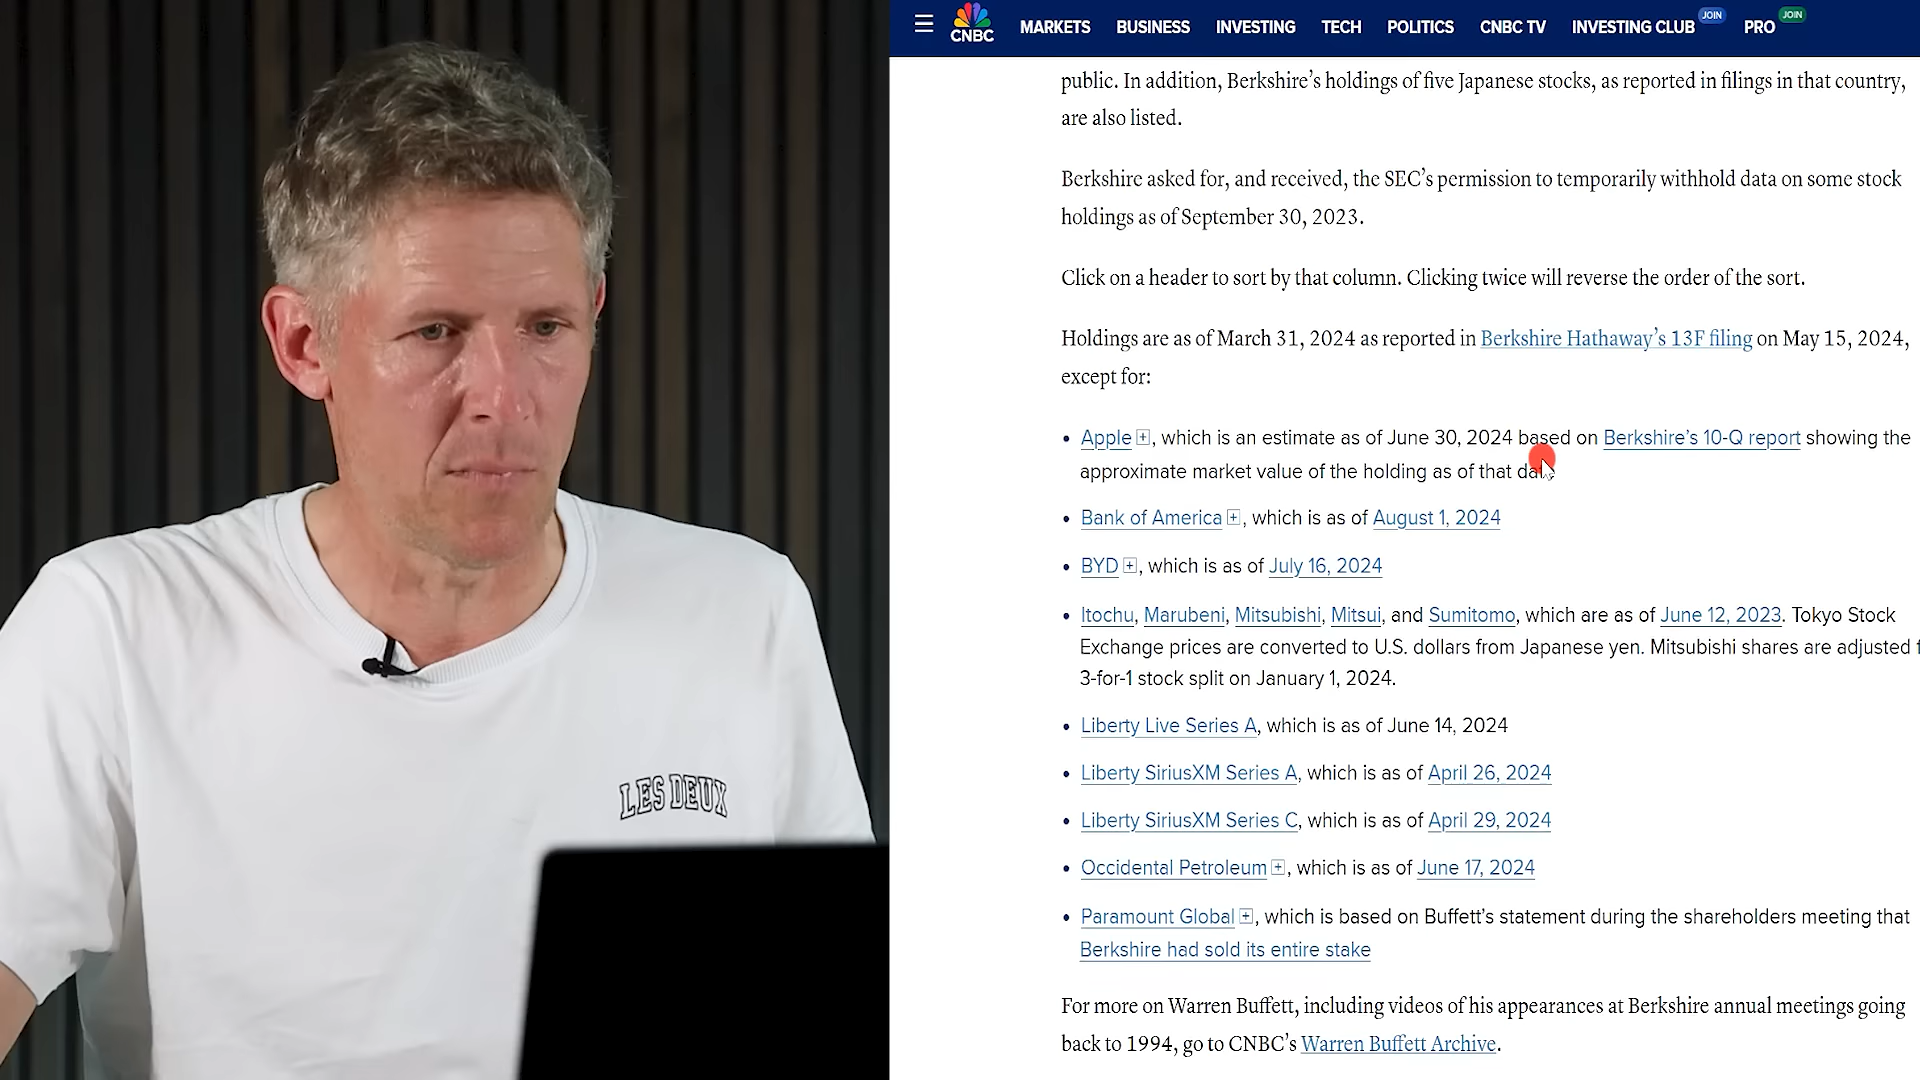 CNBC
MARKETS BUSINESS INVESTING TECH POLITICS CNBC TV INVESTING CLUB JOIN PRO JOIN
public. In addition, Berkshire’s holdings of five Japanese stocks, as reported in filings in that country,
are also listed.
Berkshire asked for, and received, the SEC’s permission to temporarily withhold data on some stock
holdings as of September 30, 2023.
Click on a header to sort by that column. Clicking twice will reverse the order of the sort.
Holdings are as of March 31, 2024 as reported in Berkshire Hathaway’s 13F filing on May 15, 2024,
except for:
• Apple +, which is an estimate as of June 30, 2024 based on Berkshire’s 10-Q report showing the
approximate market value of the holding as of that
• Bank of America +, which is as of August 1, 2024
• BYD +, which is as of July 16, 2024
• Itochu, Marubeni, Mitsubishi, Mitsui, and Sumitomo, which are as of June 12, 2023. Tokyo Stock
Exchange prices are converted to U.S. dollars from Japanese yen. Mitsubishi shares are adjusted
3-for-1 stock split on January 1, 2024.
• Liberty Live Series A, which is as of June 14, 2024
• Liberty SiriusXM Series A, which is as of April 26, 2024
• Liberty SiriusXM Series C, which is as of April 29, 2024
• Occidental Petroleum +, which is as of June 17, 2024
• Paramount Global +, which is based on Buffett’s statement during the shareholders meeting that
Berkshire had sold its entire stake
For more on Warren Buffett, including videos of his appearances at Berkshire annual meetings going
back to 1994, go to CNBC’s Warren Buffett Archive.
LES DEUX